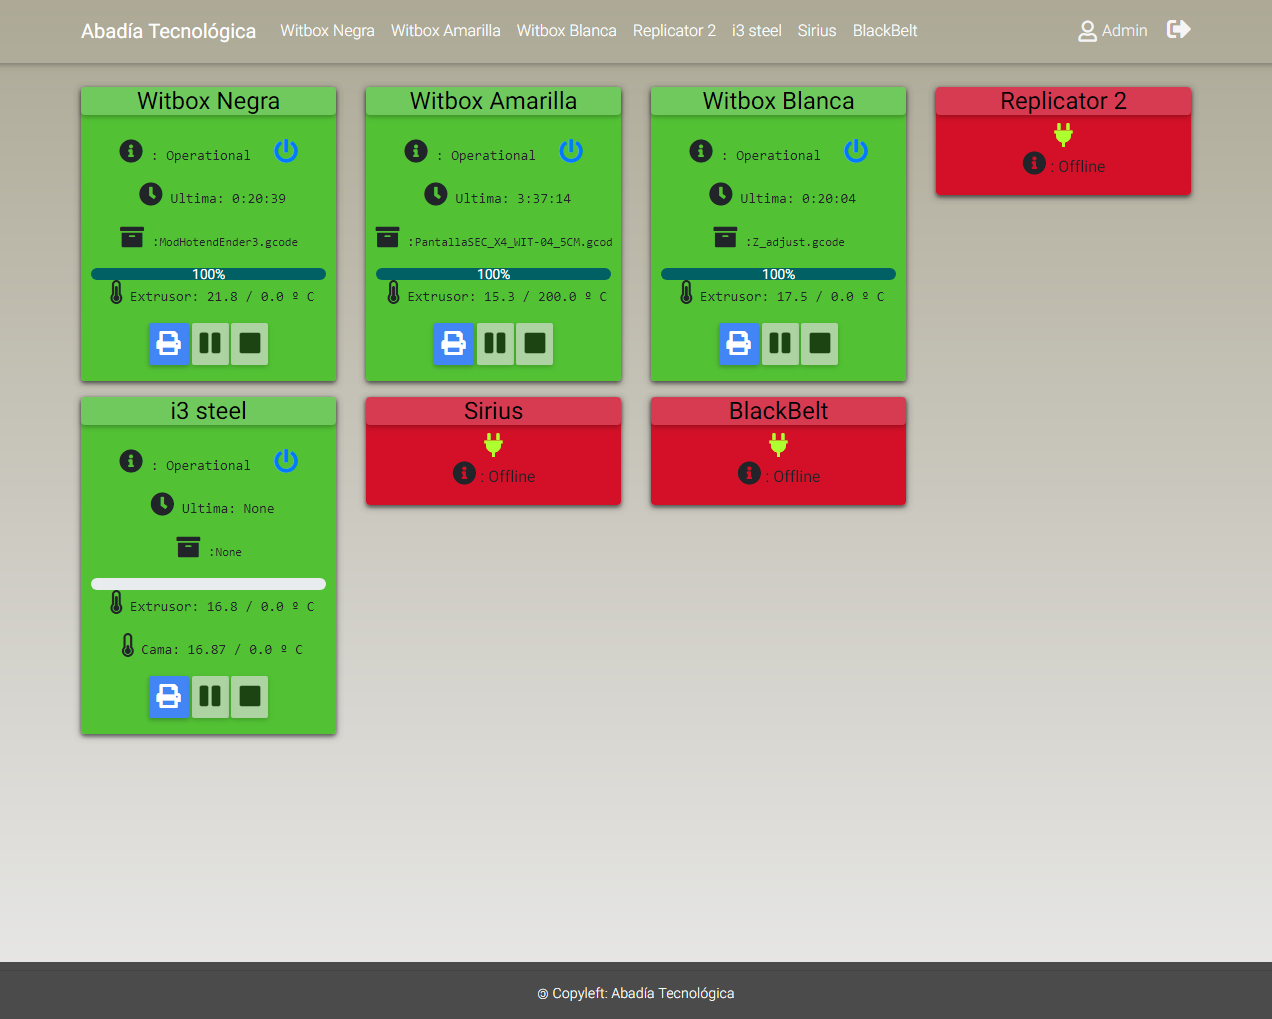 Abadía Tecnológica Witbox Negra Witbox Amarilla Witbox Blanca Replicator 2 i3 steel Sirius BlackBelt Admin
Witbox Negra
: Operational
Ultima: 0:20:39
:ModHotendEnder3.gcode
100%
Extrusor: 21.8 / 0.0 º C
Witbox Amarilla
: Operational
Ultima: 3:37:14
:PantallaSEC_X4_WIT-04_5CM.gcod
100%
Extrusor: 15.3 / 200.0 º C
Witbox Blanca
: Operational
Ultima: 0:20:04
:Z_adjust.gcode
100%
Extrusor: 17.5 / 0.0 º C
Replicator 2
: Offline
i3 steel
: Operational
Ultima: None
:None
Extrusor: 16.8 / 0.0 º C
Cama: 16.87 / 0.0 º C
Sirius
: Offline
BlackBelt
: Offline
@ Copyleft: Abadía Tecnológica